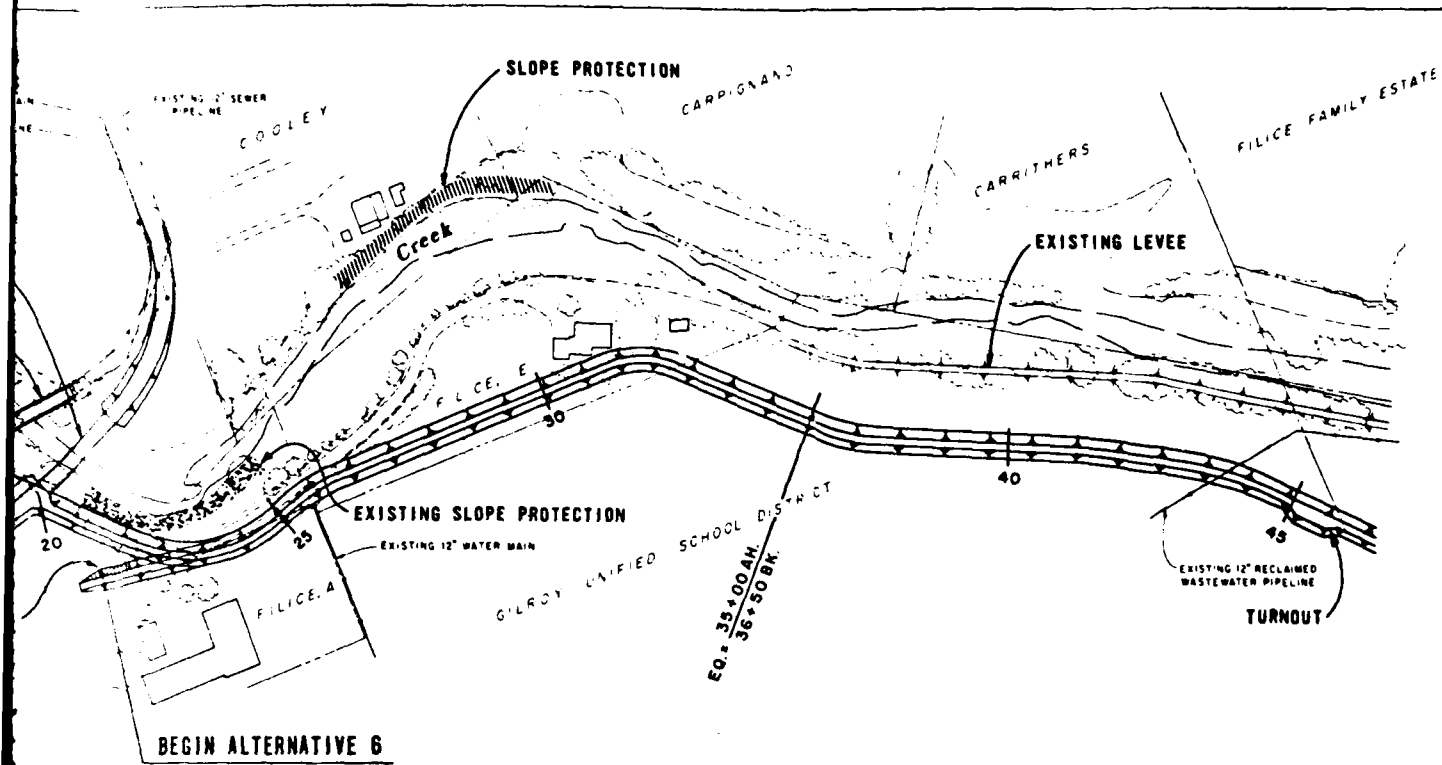 SLOPE PROTECTION
CARPIGNANO
FILICE FAMILY ESTATE
EXISTING 12" SEWER
PIPELINE
COOLEY
CARRITHERS
Creek
EXISTING LEVEE
FILICE, E
30
40
20
25
45
EXISTING SLOPE PROTECTION
EXISTING 12" WATER MAIN
GILROY UNIFIED SCHOOL DISTRICT
EQ. = 35+00 AH.
36+50 BK.
EXISTING 12" RECLAIMED
WASTEWATER PIPELINE
TURNOUT
FILICE, A
BEGIN ALTERNATIVE 6